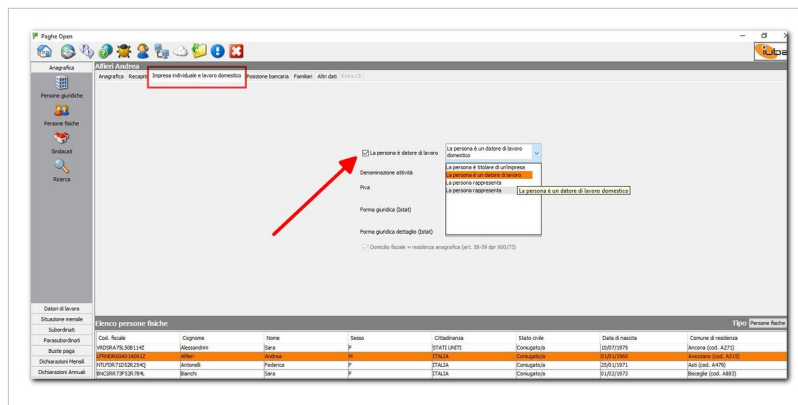 Paghe Open
iuba
Anagrafica
Alfieri Andrea
Anagrafica Recapiti Impresa individuale e lavoro domestico Posizione bancaria Familiari Altri dati Extra CE
Persone giuridiche
Persone fisiche
Sindacati
Ricerca
La persona è datore di lavoro
La persona è un datore di lavoro
domestico
Denominazione attività
La persona è titolare di un'impresa
La persona è un datore di lavoro
La persona rappresenta
Piva
La persona rappresenta
La persona è un datore di lavoro domestico
Forma giuridica (Istat)
Forma giuridica dettaglio (Istat)
Domicilio fiscale = residenza anagrafica (art. 58-59 dpr 600/73)
Datori di lavoro
Situazione mensile
Subordinati
Parasubordinati
Buste paga
Dichiarazioni Mensili
Dichiarazioni Annuali
Elenco persone fisiche
Tipo Persone fisiche
Cod. fiscale Cognome Nome Sesso Cittadinanza Stato civile Data di nascita Comune di residenza
VRDSRA75L50B114Z Alessandrini Sara F STATI UNITI Coniugato/a 10/07/1975 Ancona (cod. A271)
Alfieri Andrea M ITALIA Coniugato/a 01/01/1960 Avezzano (cod. A515)
NTLFDR71D52R254Q Antonelli Federica F ITALIA Coniugato/a 25/01/1971 Asti (cod. A479)
BNCSRR73F52R784L Bianchi Sara F ITALIA Coniugato/a 01/02/1973 Bisceglie (cod. A883)